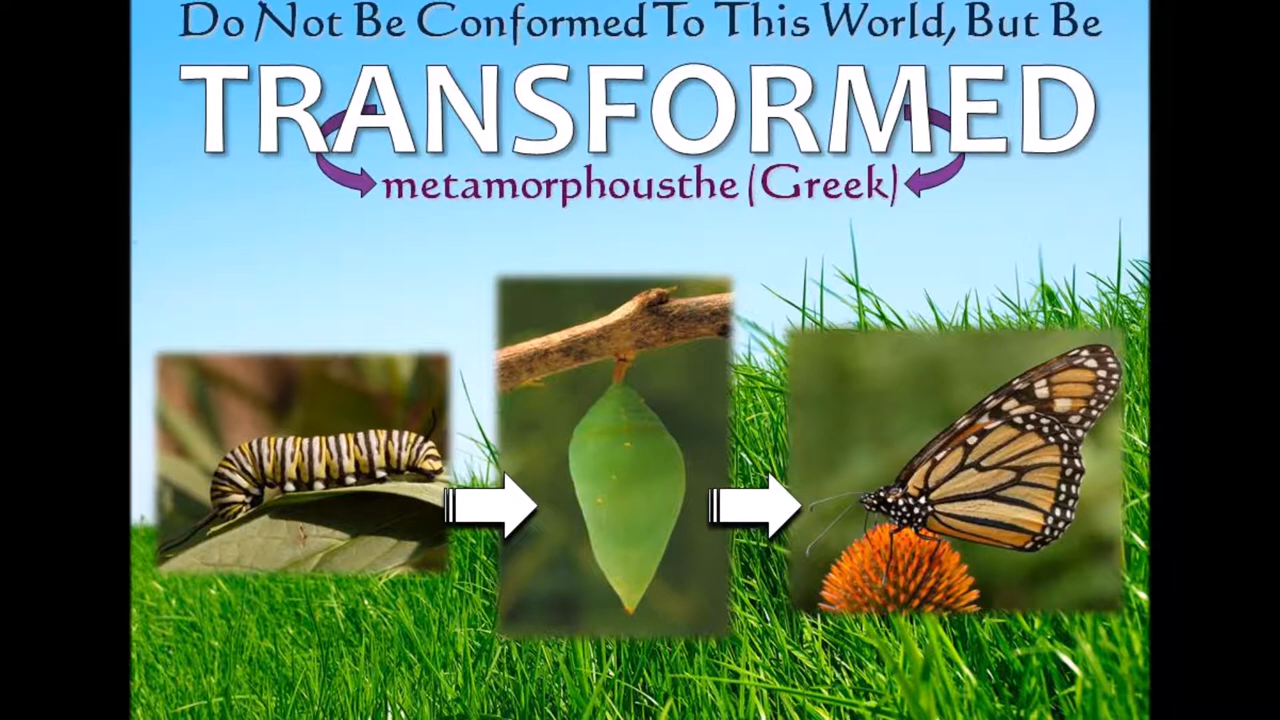 Do Not Be Conformed To This World, But Be
TRANSFORMED
metamorphousthe (Greek)